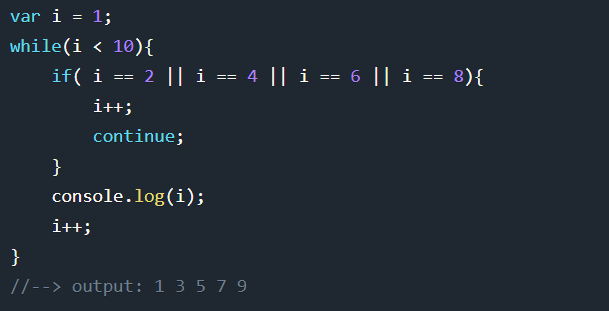 var i = 1;
while(i < 10){
    if( i == 2 || i == 4 || i == 6 || i == 8){
        i++;
        continue;
    }
    console.log(i);
    i++;
}
//--> output: 1 3 5 7 9